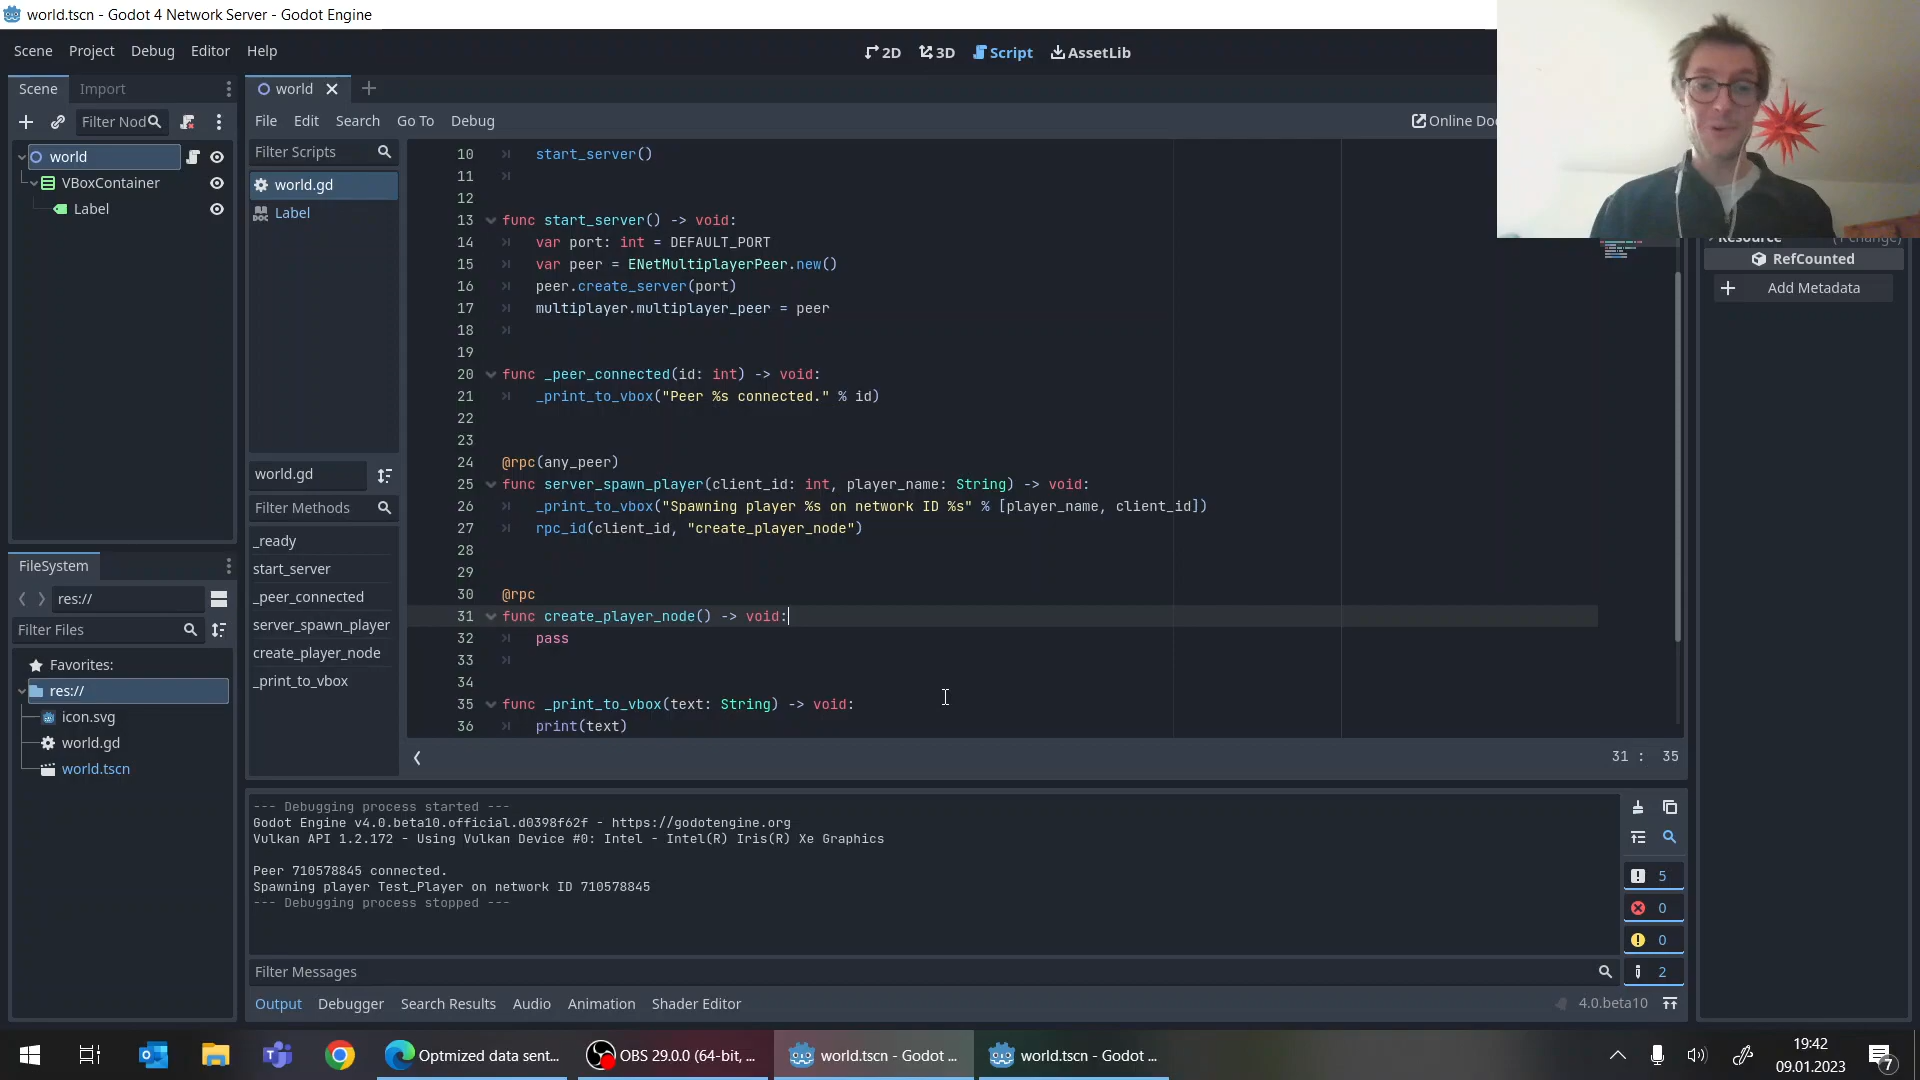 world.tscn - Godot 4 Network Server - Godot Engine
Scene Project Debug Editor Help
2D 3D Script AssetLib
Scene Import
world
File Edit Search Go To Debug
Online Doc
Filter Nod
world
VBoxContainer
Label
Filter Scripts
world.gd
Label
world.gd
Filter Methods
_ready
start_server
_peer_connected
server_spawn_player
create_player_node
_print_to_vbox
10 start_server()
11
12
13 func start_server() -> void:
14 var port: int = DEFAULT_PORT
15 var peer = ENetMultiplayerPeer.new()
16 peer.create_server(port)
17 multiplayer.multiplayer_peer = peer
18
19
20 func _peer_connected(id: int) -> void:
21 _print_to_vbox("Peer %s connected." % id)
22
23
24 @rpc(any_peer)
25 func server_spawn_player(client_id: int, player_name: String) -> void:
26 _print_to_vbox("Spawning player %s on network ID %s" % [player_name, client_id])
27 rpc_id(client_id, "create_player_node")
28
29
30 @rpc
31 func create_player_node() -> void:
32 pass
33
34
35 func _print_to_vbox(text: String) -> void:
36 print(text)
31 : 35
Resource (1 change)
RefCounted
Add Metadata
FileSystem
res://
Filter Files
Favorites:
res://
icon.svg
world.gd
world.tscn
--- Debugging process started ---
Godot Engine v4.0.beta10.official.d0398f62f - https://godotengine.org
Vulkan API 1.2.172 - Using Vulkan Device #0: Intel - Intel(R) Iris(R) Xe Graphics
Peer 710578845 connected.
Spawning player Test_Player on network ID 710578845
--- Debugging process stopped ---
5
0
0
2
Filter Messages
Output Debugger Search Results Audio Animation Shader Editor
4.0.beta10
Optmized data sent...
OBS 29.0.0 (64-bit, ...
world.tscn - Godot ...
world.tscn - Godot ...
19:42
09.01.2023
7